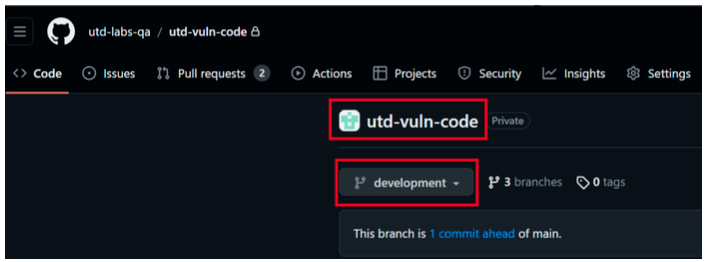 utd-labs-qa / utd-vuln-code
Code Issues Pull requests 2 Actions Projects Security Insights Settings
utd-vuln-code Private
development 3 branches 0 tags
This branch is 1 commit ahead of main.